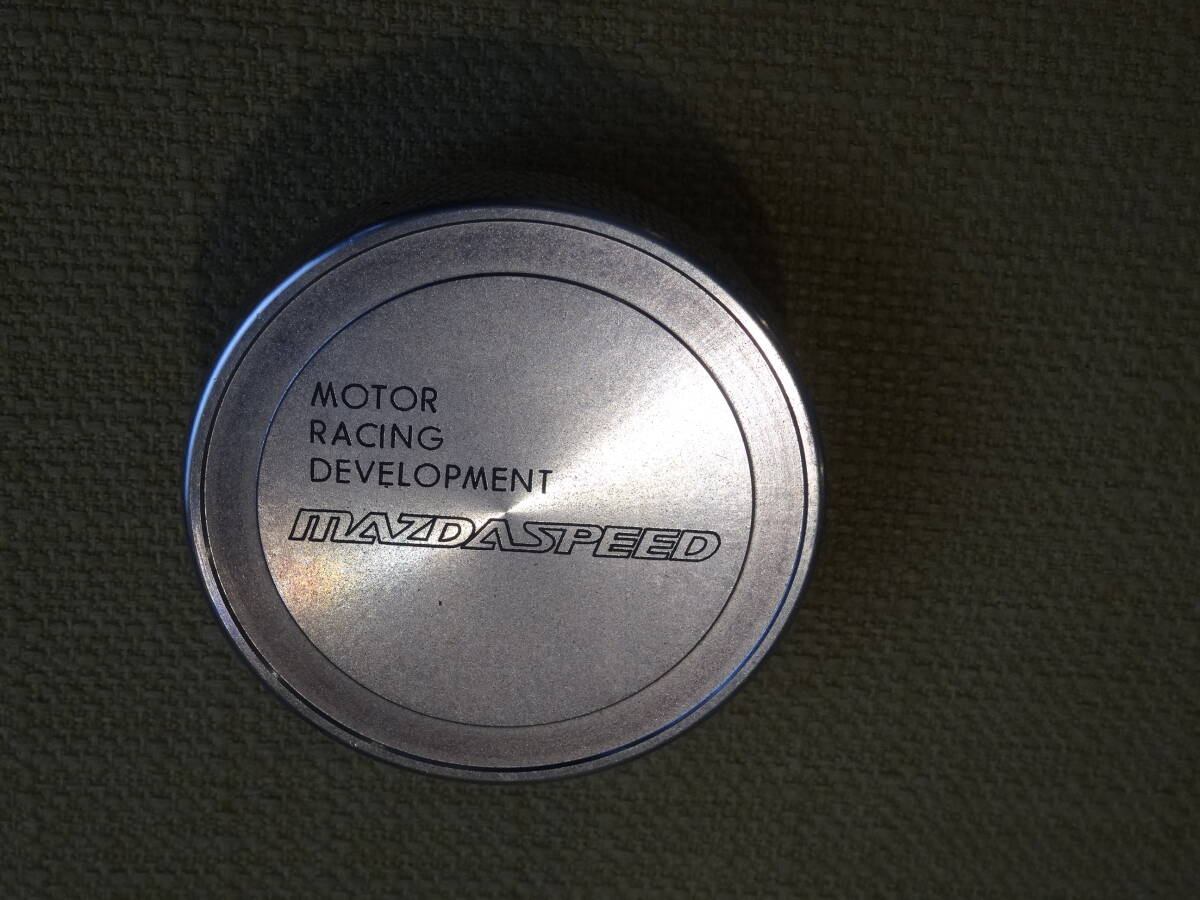 MOTOR
RACING
DEVELOPMENT
MAZDASPEED